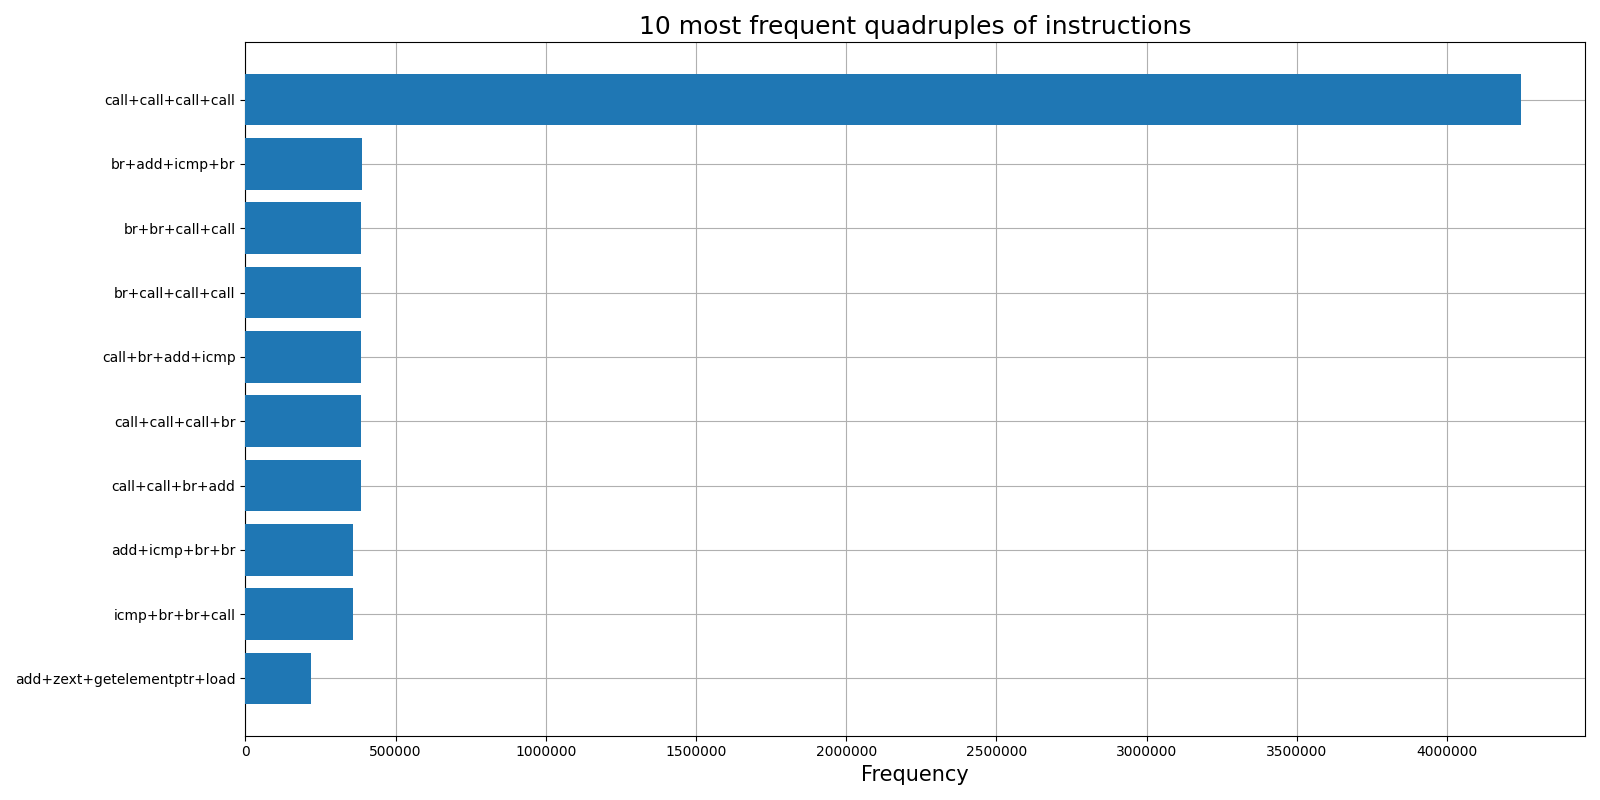 10 most frequent quadruples of instructions
call+call+call+call
br+add+icmp+br
br+br+call+call
br+call+call+call
call+br+add+icmp
call+call+call+br
call+call+br+add
add+icmp+br+br
icmp+br+br+call
add+zext+getelementptr+load
0 500000 1000000 1500000 2000000 2500000 3000000 3500000 4000000
Frequency